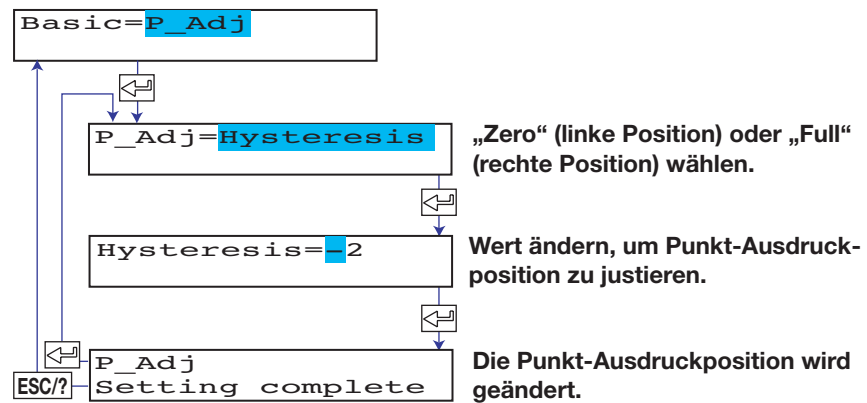 Basic=P_Adj
P_Adj=Hysteresis
„Zero“ (linke Position) oder „Full“
(rechte Position) wählen.
Hysteresis=-2
Wert ändern, um Punkt-Ausdruck-
position zu justieren.
P_Adj
Setting complete
ESC/?
Die Punkt-Ausdruckposition wird
geändert.